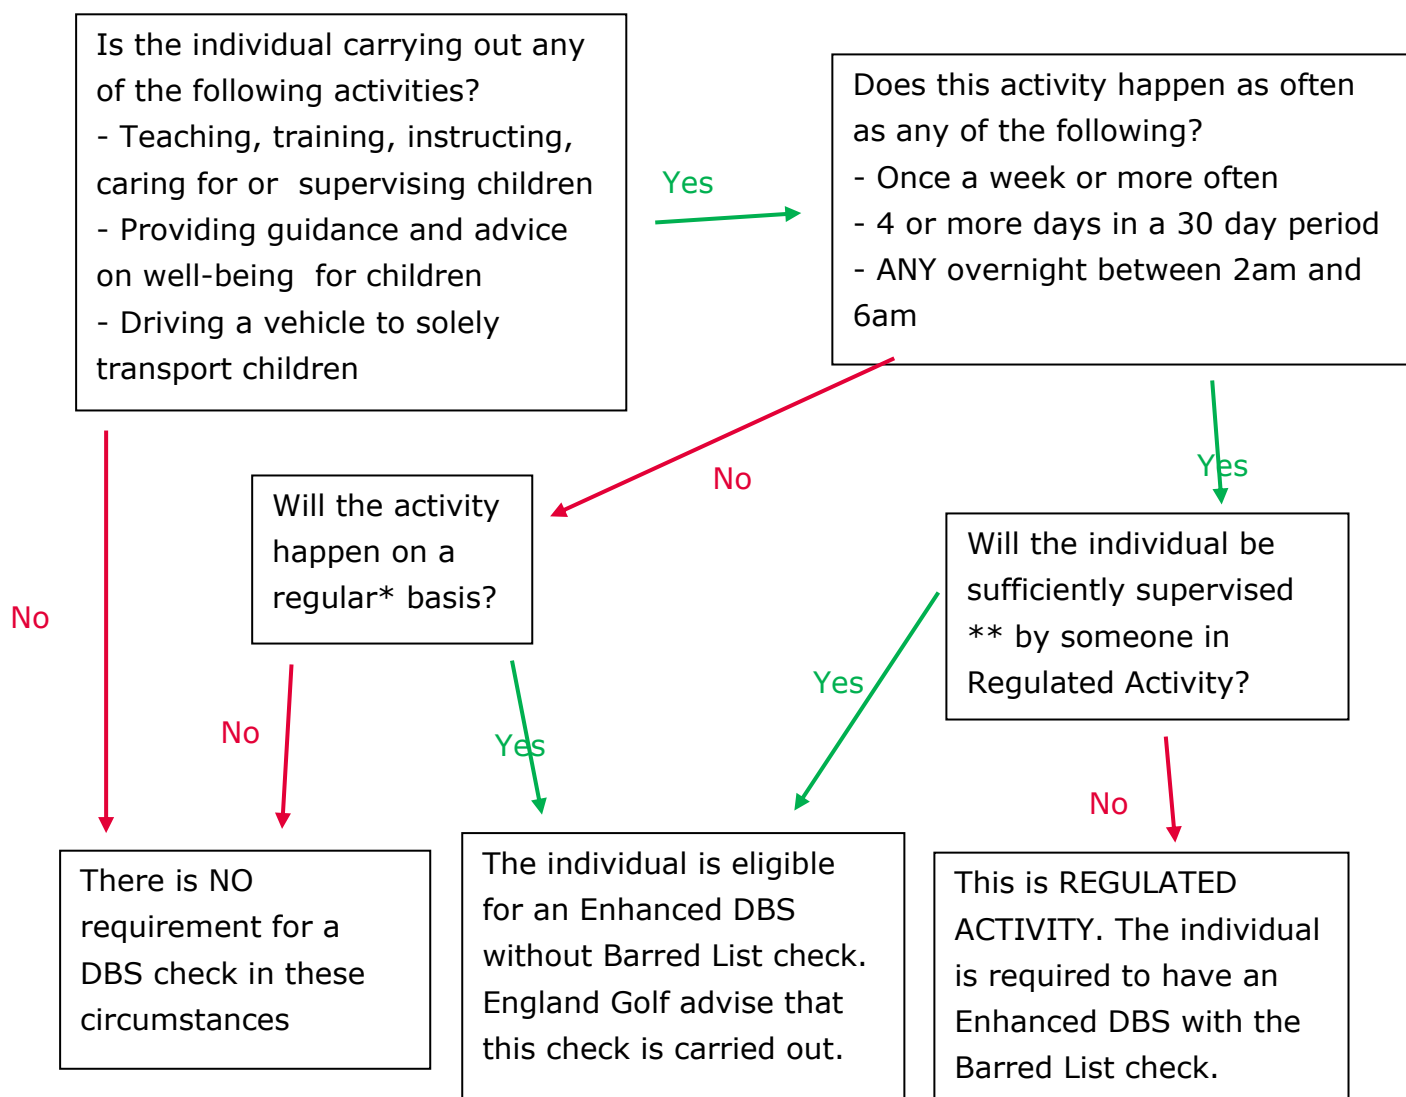 Is the individual carrying out any
of the following activities?
- Teaching, training, instructing,
caring for or  supervising children
- Providing guidance and advice
on well-being  for children
- Driving a vehicle to solely
transport children
Yes
Does this activity happen as often
as any of the following?
- Once a week or more often
- 4 or more days in a 30 day period
- ANY overnight between 2am and
6am
No
Yes
No
Will the activity
happen on a
regular* basis?
Will the individual be
sufficiently supervised
** by someone in
Regulated Activity?
No
Yes
Yes
No
There is NO
requirement for a
DBS check in these
circumstances
The individual is eligible
for an Enhanced DBS
without Barred List check.
England Golf advise that
this check is carried out.
This is REGULATED
ACTIVITY. The individual
is required to have an
Enhanced DBS with the
Barred List check.